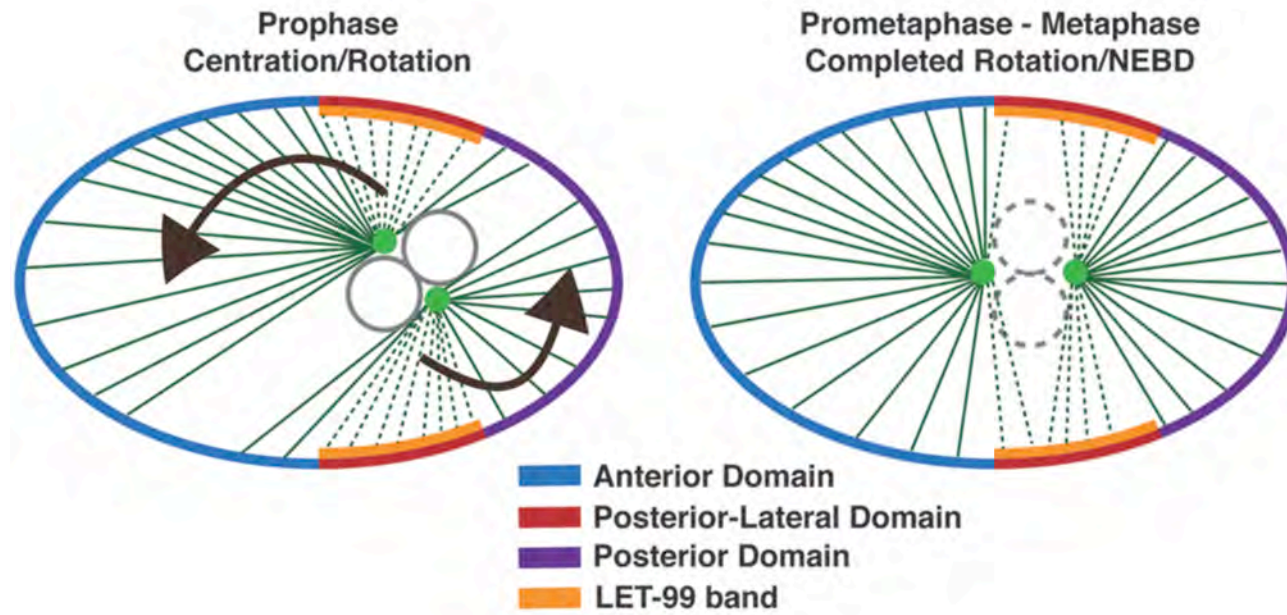 Prophase
Centration/Rotation
Prometaphase - Metaphase
Completed Rotation/NEBD
Anterior Domain
Posterior-Lateral Domain
Posterior Domain
LET-99 band